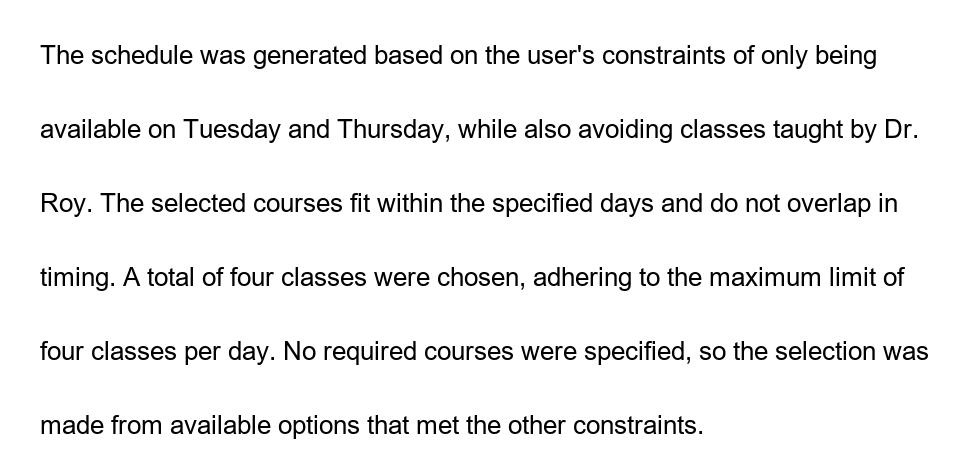 The schedule was generated based on the user's constraints of only being
available on Tuesday and Thursday, while also avoiding classes taught by Dr.
Roy. The selected courses fit within the specified days and do not overlap in
timing. A total of four classes were chosen, adhering to the maximum limit of
four classes per day. No required courses were specified, so the selection was
made from available options that met the other constraints.